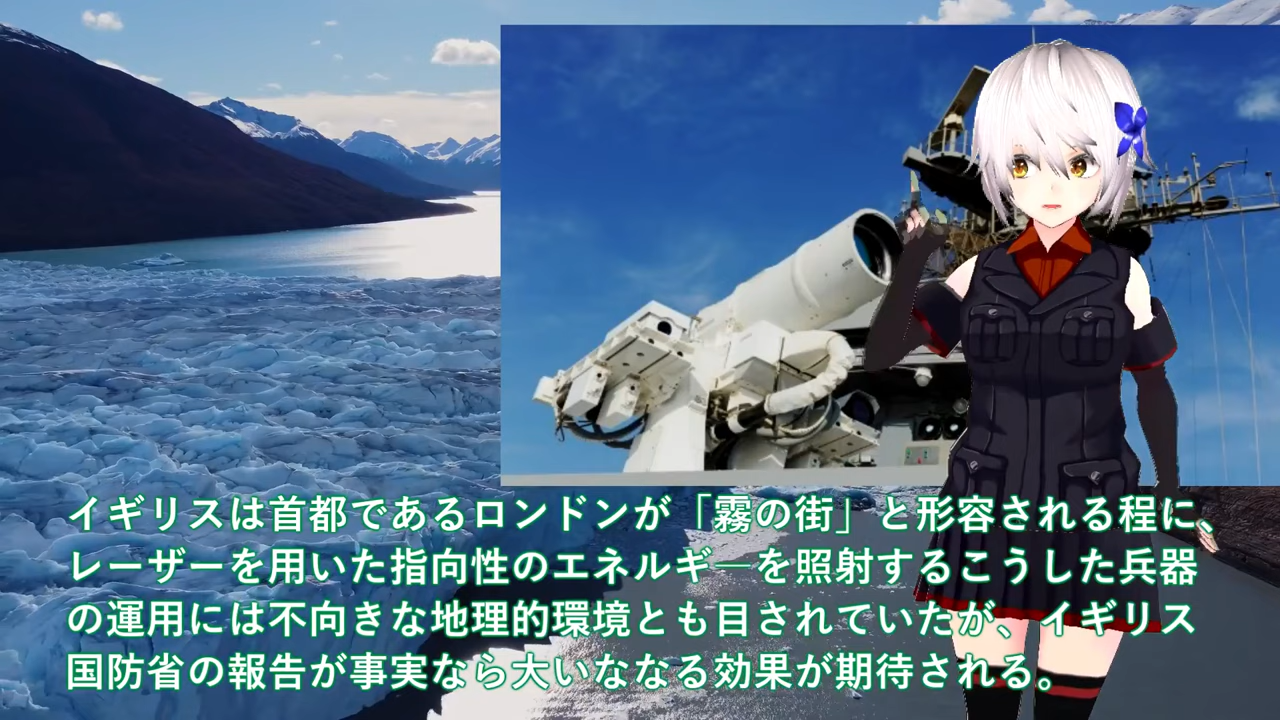 イギリスは首都であるロンドンが「霧の街」と形容される程に、
レーザーを用いた指向性のエネルギ―を照射するこうした兵器
の運用には不向きな地理的環境とも目されていたが、イギリス
国防省の報告が事実なら大いななる効果が期待される。